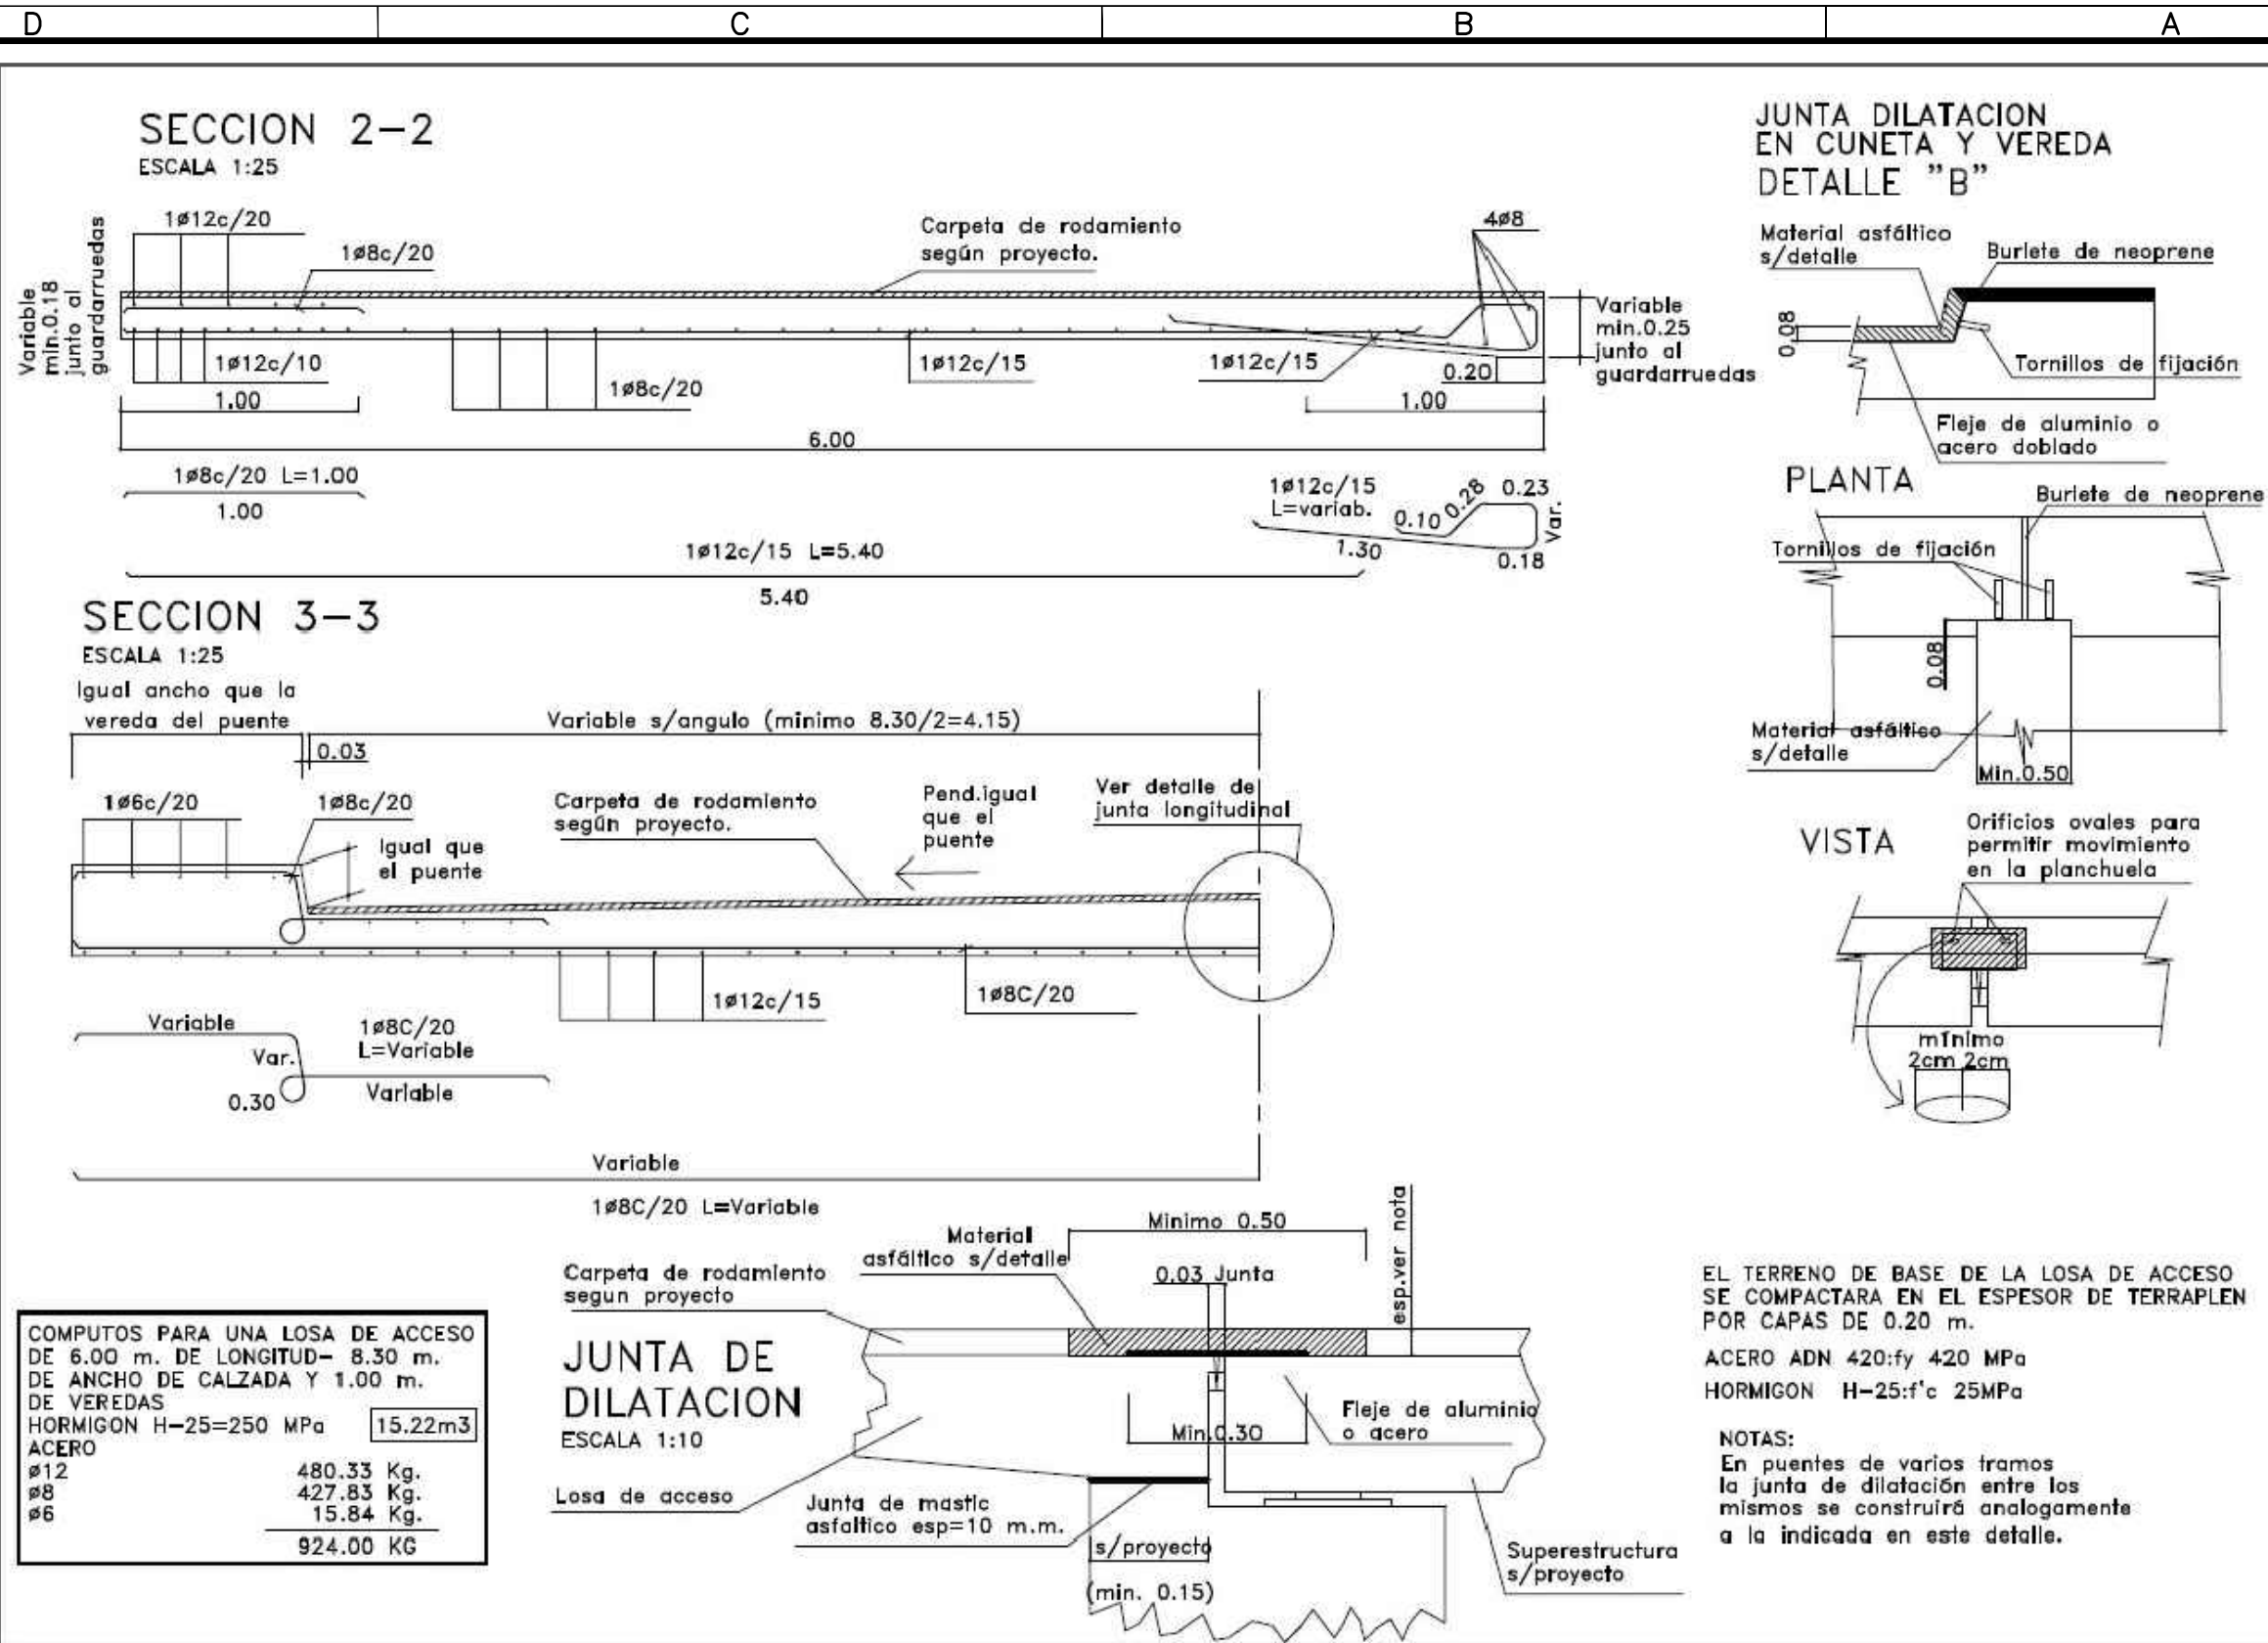 D
C
B
A
SECCION 2-2
ESCALA 1:25
Variable
min.0.18
junto al
guardarruedas
1ø12c/20
1ø8c/20
Carpeta de rodamiento
según proyecto.
4ø8
Variable
min.0.25
junto al
guardarruedas
1ø12c/10
1ø8c/20
1ø12c/15
1ø12c/15
0.20
1.00
1.00
6.00
1ø8c/20 L=1.00
1.00
1ø12c/15
L=variab.
0.10
0.28
0.23
Var.
1.30
0.18
1ø12c/15 L=5.40
5.40
SECCION 3-3
ESCALA 1:25
Igual ancho que la
vereda del puente
Variable s/angulo (minimo 8.30/2=4.15)
0.03
1ø6c/20
1ø8c/20
Igual que
el puente
Carpeta de rodamiento
según proyecto.
Pend.igual
que el
puente
Ver detalle de
junta longitudinal
1ø12c/15
1ø8C/20
Variable
Var.
0.30
1ø8C/20
L=Variable
Variable
Variable
1ø8C/20 L=Variable
COMPUTOS PARA UNA LOSA DE ACCESO
DE 6.00 m. DE LONGITUD- 8.30 m.
DE ANCHO DE CALZADA Y 1.00 m.
DE VEREDAS
HORMIGON H-25=250 MPa 15.22m3
ACERO
ø12 480.33 Kg.
ø8 427.83 Kg.
ø6 15.84 Kg.
924.00 KG
JUNTA DE
DILATACION
ESCALA 1:10
Carpeta de rodamiento
segun proyecto
Material
asfáltico s/detalle
Minimo 0.50
0.03 Junta
esp.ver nota
Min.0.30
Fleje de aluminio
o acero
Losa de acceso
Junta de mastic
asfaltico esp=10 m.m.
s/proyecto
(min. 0.15)
Superestructura
s/proyecto
JUNTA DILATACION
EN CUNETA Y VEREDA
DETALLE "B"
Material asfáltico
s/detalle
Burlete de neoprene
0.08
Tornillos de fijación
Fleje de aluminio o
acero doblado
PLANTA
Burlete de neoprene
Tornillos de fijación
0.08
Material asfáltico
s/detalle
Min.0.50
VISTA
Orificios ovales para
permitir movimiento
en la planchuela
mínimo
2cm 2cm
EL TERRENO DE BASE DE LA LOSA DE ACCESO
SE COMPACTARA EN EL ESPESOR DE TERRAPLEN
POR CAPAS DE 0.20 m.
ACERO ADN 420:fy 420 MPa
HORMIGON H-25:f'c 25MPa
NOTAS:
En puentes de varios tramos
la junta de dilatación entre los
mismos se construirá analogamente
a la indicada en este detalle.